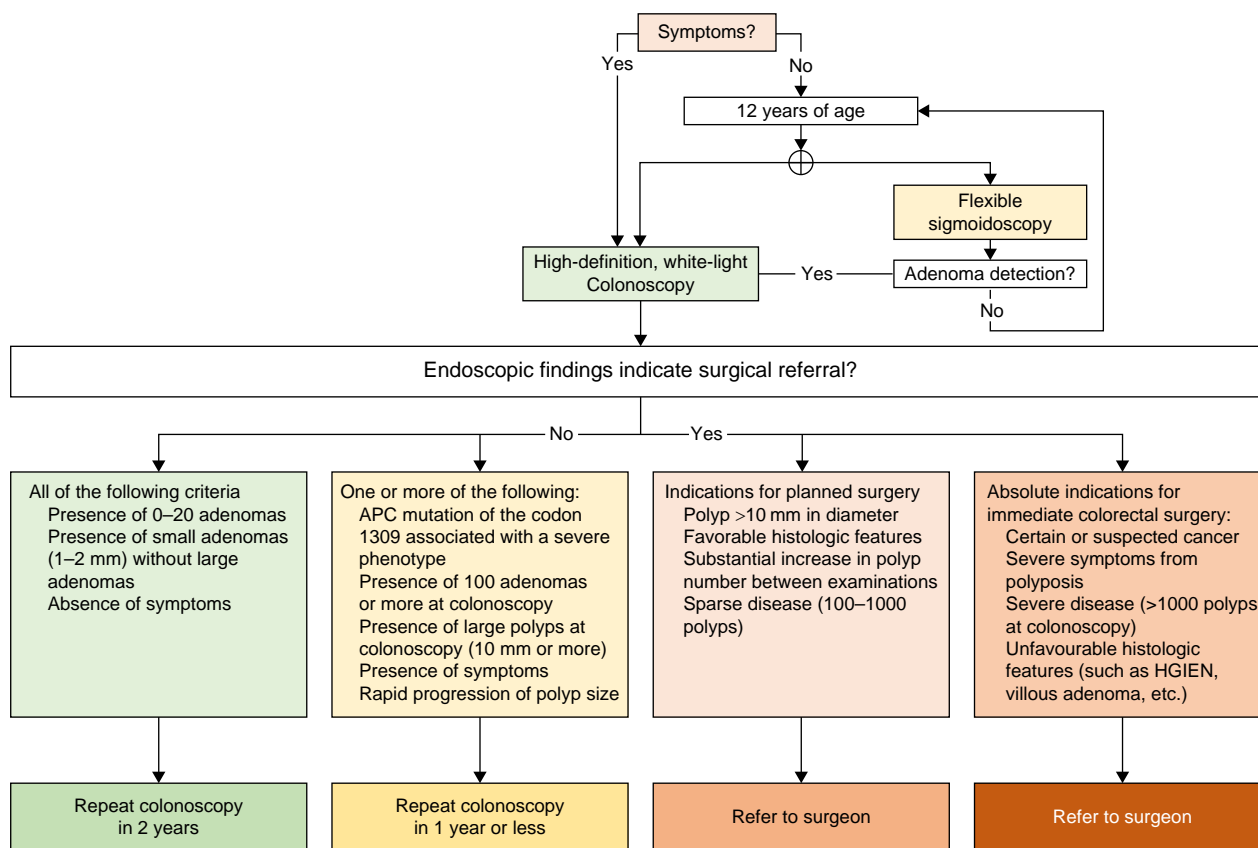 Symptoms?
Yes
No
12 years of age
Flexible
sigmoidoscopy
High-definition, white-light
Colonoscopy
Yes
Adenoma detection?
No
Endoscopic findings indicate surgical referral?
No
Yes
All of the following criteria
Presence of 0–20 adenomas
Presence of small adenomas
(1–2 mm) without large
adenomas
Absence of symptoms
One or more of the following:
APC mutation of the codon
1309 associated with a severe
phenotype
Presence of 100 adenomas
or more at colonoscopy
Presence of large polyps at
colonoscopy (10 mm or more)
Presence of symptoms
Rapid progression of polyp size
Indications for planned surgery
Polyp >10 mm in diameter
Favorable histologic features
Substantial increase in polyp
number between examinations
Sparse disease (100–1000
polyps)
Absolute indications for
immediate colorectal surgery:
Certain or suspected cancer
Severe symptoms from
polyposis
Severe disease (>1000 polyps
at colonoscopy)
Unfavourable histologic
features (such as HGIEN,
villous adenoma, etc.)
Repeat colonoscopy
in 2 years
Repeat colonoscopy
in 1 year or less
Refer to surgeon
Refer to surgeon